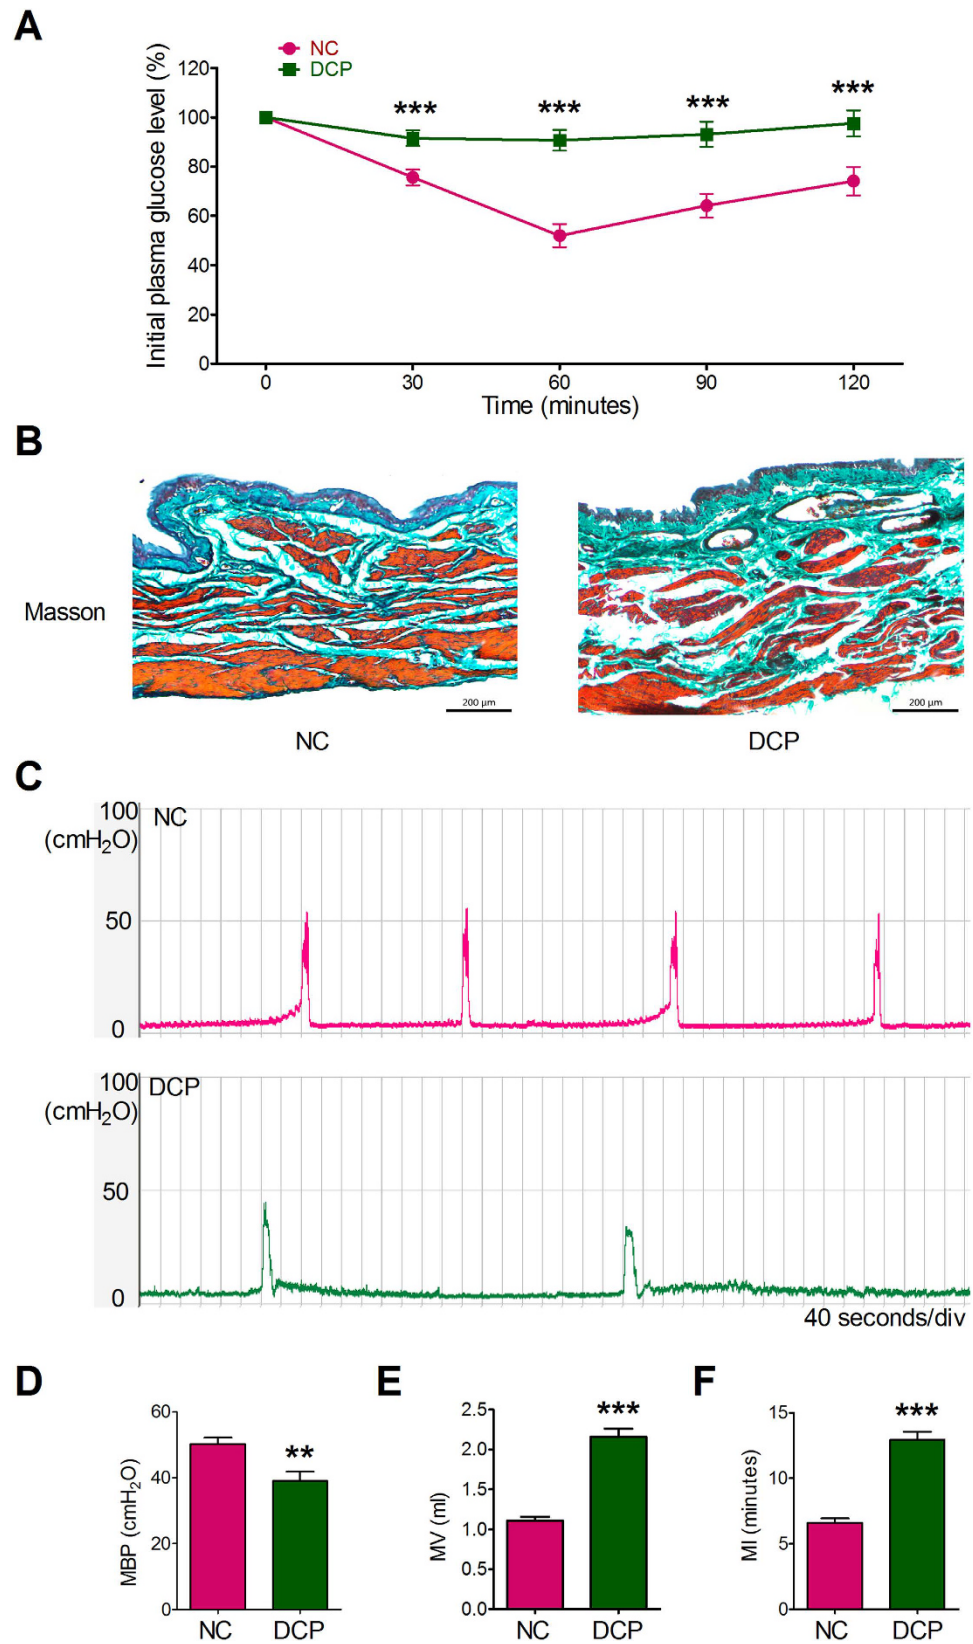 A
NC
DCP
Initial plasma glucose level (%)
120
100
80
60
40
20
0
*** *** *** ***
0 30 60 90 120
Time (minutes)
B
Masson
200 µm
200 µm
NC DCP
C
100
(cmH₂O)
50
0
NC
100
(cmH₂O)
50
0
DCP
40 seconds/div
D
MBP (cmH₂O)
60
40
20
0
**
NC DCP
E
MV (ml)
2.5
2.0
1.5
1.0
0.5
0.0
***
NC DCP
F
MI (minutes)
15
10
5
0
***
NC DCP